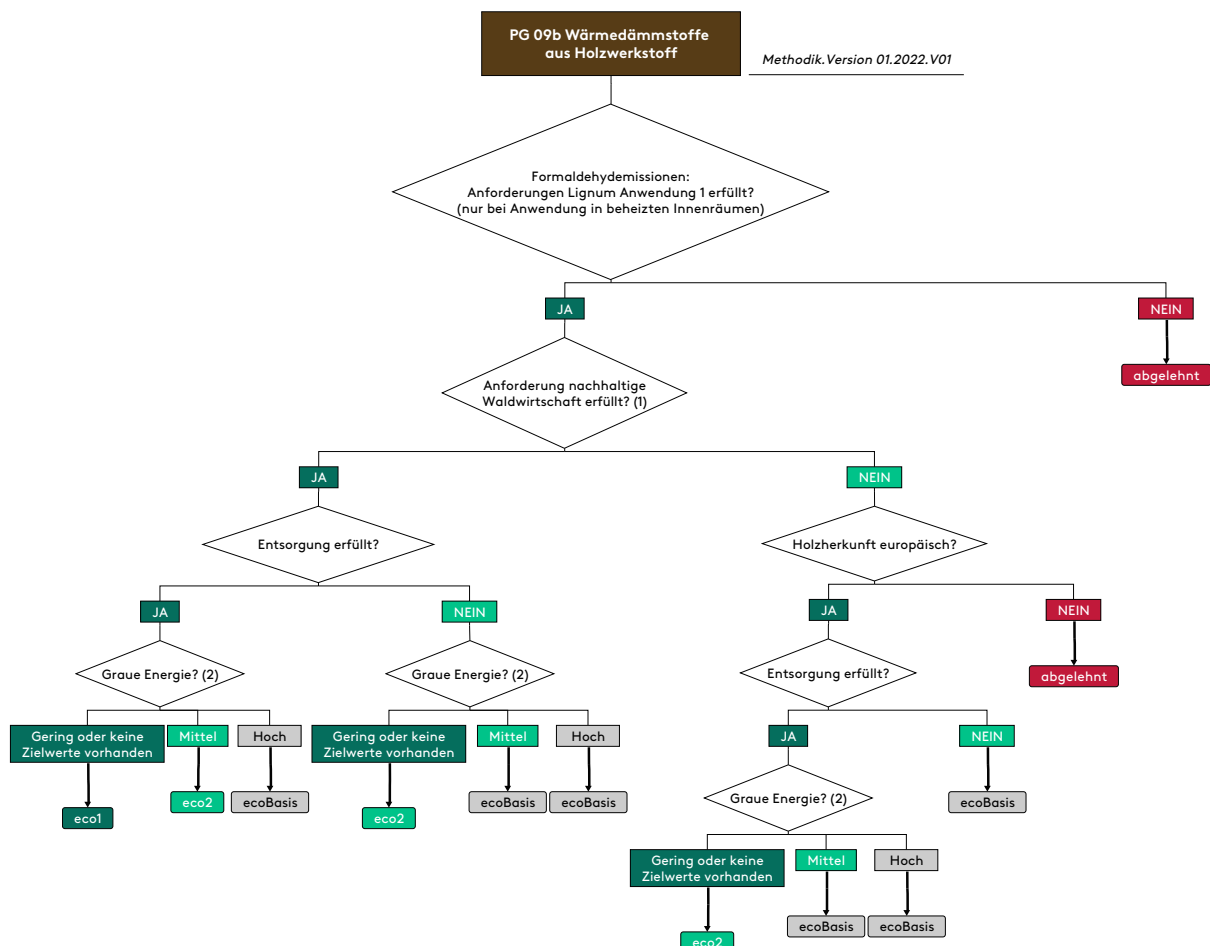 PG 09b Wärmedämmstoffe
aus Holzwerkstoff
Methodik.Version 01.2022.V01
Formaldehydemissionen:
Anforderungen Lignum Anwendung 1 erfüllt?
(nur bei Anwendung in beheizten Innenräumen)
JA
NEIN
abgelehnt
Anforderung nachhaltige
Waldwirtschaft erfüllt? (1)
JA
NEIN
Entsorgung erfüllt?
Holzherkunft europäisch?
JA
NEIN
JA
NEIN
Graue Energie? (2)
Graue Energie? (2)
Entsorgung erfüllt?
abgelehnt
Gering oder keine
Zielwerte vorhanden
Mittel
Hoch
Gering oder keine
Zielwerte vorhanden
Mittel
Hoch
JA
NEIN
eco1
eco2
ecoBasis
eco2
ecoBasis
ecoBasis
Graue Energie? (2)
ecoBasis
Gering oder keine
Zielwerte vorhanden
Mittel
Hoch
eco2
ecoBasis
ecoBasis